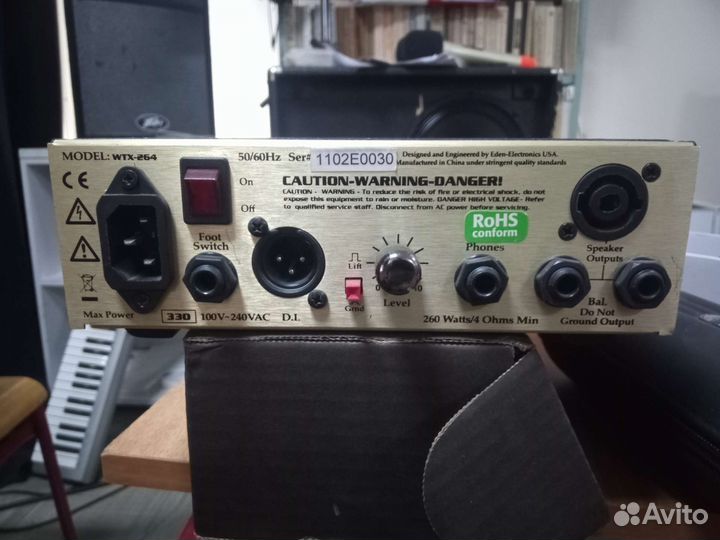 MODEL: WTX-264
50/60Hz Ser# 1102E0030
Designed and Engineered by Eden-Electronics USA.
Manufactured in China under stringent quality standards
CE
On
Off
CAUTION-WARNING-DANGER!
CAUTION - WARNING - To reduce the risk of fire or electrical shock, do not
expose this equipment to rain or moisture. DANGER HIGH VOLTAGE- Refer
to qualified service staff. Disconnect from AC power before servicing.
RoHS
conform
Foot
Switch
Lift
Grnd
0
40
Level
Phones
Speaker
Outputs
Max Power 330 100V~240VAC D.I.
260 Watts/4 Ohms Min
Bal.
Do Not
Ground Output
Avito